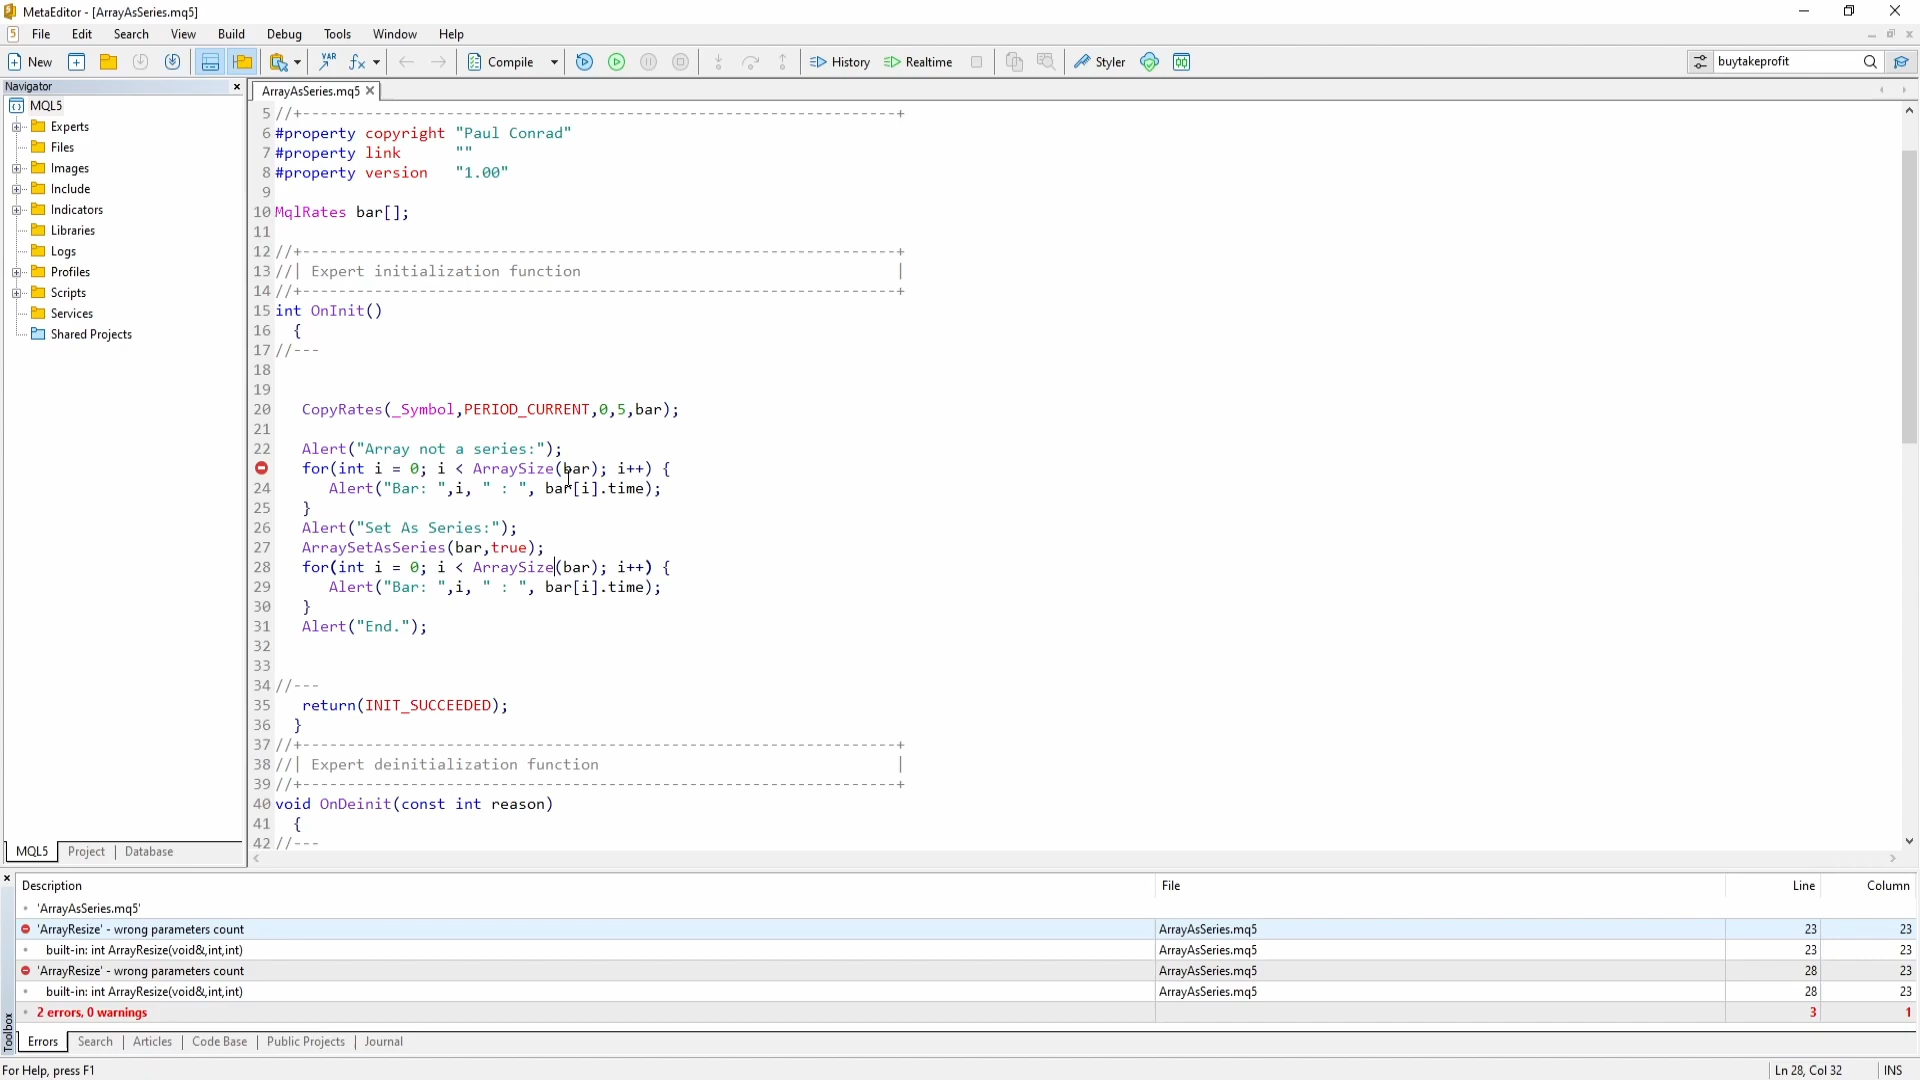 MetaEditor - [ArrayAsSeries.mq5]
File Edit Search View Build Debug Tools Window Help
New Compile History Realtime Styler buytakeprofit
Navigator
ArrayAsSeries.mq5
MQL5
Experts
Files
Images
Include
Indicators
Libraries
Logs
Profiles
Scripts
Services
Shared Projects
MQL5 Project Database
5 //+------------------------------------------------------------------+
6 #property copyright "Paul Conrad"
7 #property link      ""
8 #property version   "1.00"
9
10 MqlRates bar[];
11
12 //+------------------------------------------------------------------+
13 //| Expert initialization function                                   |
14 //+------------------------------------------------------------------+
15 int OnInit()
16   {
17 //---
18
19
20    CopyRates(_Symbol,PERIOD_CURRENT,0,5,bar);
21
22    Alert("Array not a series:");
for(int i = 0; i < ArraySize(bar); i++) {
24       Alert("Bar: ",i, " : ", bar[i].time);
25    }
26    Alert("Set As Series:");
27    ArraySetAsSeries(bar,true);
28    for(int i = 0; i < ArraySize(bar); i++) {
29       Alert("Bar: ",i, " : ", bar[i].time);
30    }
31    Alert("End.");
32
33
34 //---
35    return(INIT_SUCCEEDED);
36   }
37 //+------------------------------------------------------------------+
38 //| Expert deinitialization function                                 |
39 //+------------------------------------------------------------------+
40 void OnDeinit(const int reason)
41   {
42 //---
Description File Line Column
'ArrayAsSeries.mq5'
'ArrayResize' - wrong parameters count ArrayAsSeries.mq5 23 23
built-in: int ArrayResize(void&,int,int) ArrayAsSeries.mq5 23 23
'ArrayResize' - wrong parameters count ArrayAsSeries.mq5 28 23
built-in: int ArrayResize(void&,int,int) ArrayAsSeries.mq5 28 23
2 errors, 0 warnings 3 1
Toolbox
Errors Search Articles Code Base Public Projects Journal
For Help, press F1 Ln 28, Col 32 INS